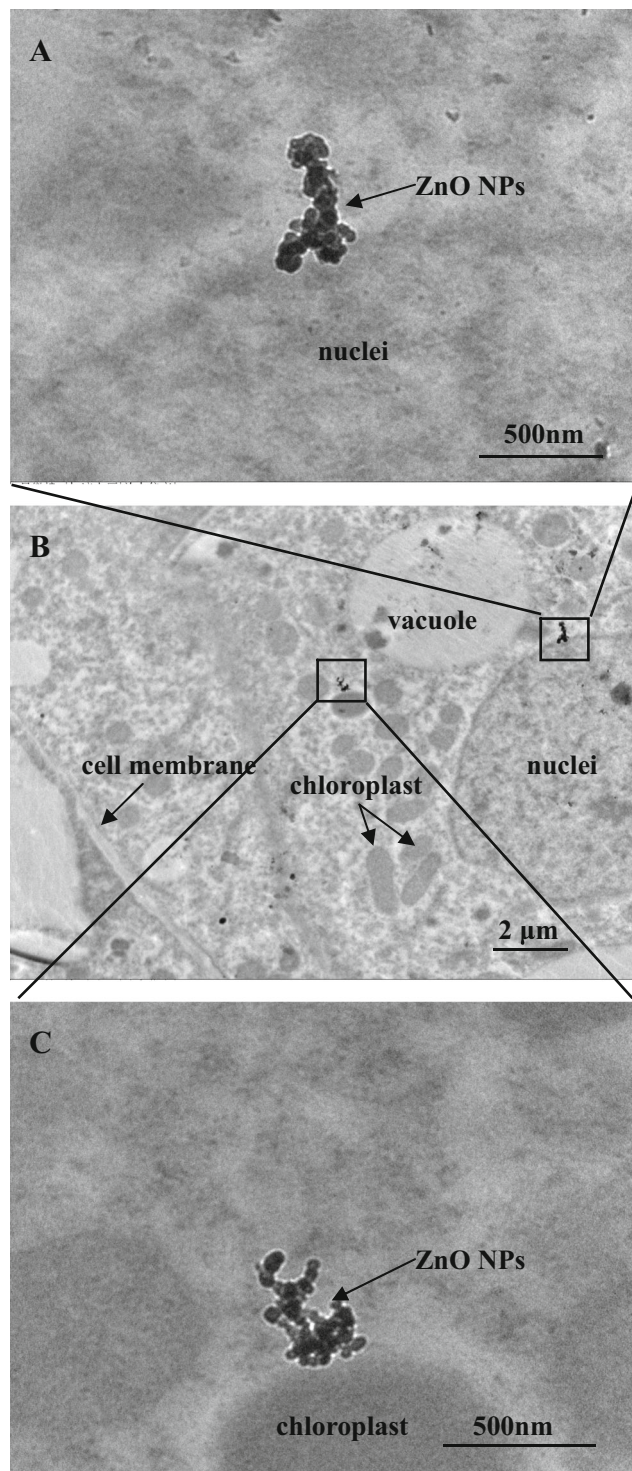 A
ZnO NPs
nuclei
500nm
B
vacuole
cell membrane
chloroplast
nuclei
2 µm
C
ZnO NPs
chloroplast
500nm